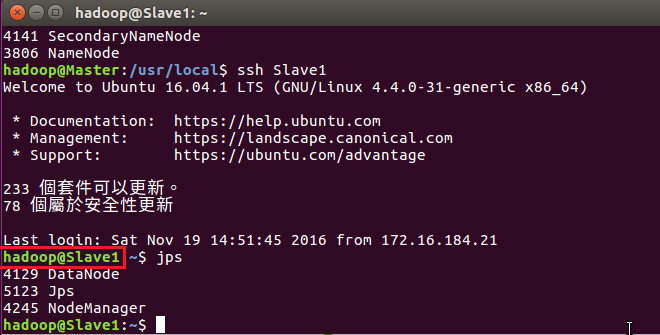 hadoop@Slave1: ~
4141 SecondaryNameNode
3806 NameNode
hadoop@Master:/usr/local$ ssh Slave1
Welcome to Ubuntu 16.04.1 LTS (GNU/Linux 4.4.0-31-generic x86_64)
* Documentation:  https://help.ubuntu.com
* Management:     https://landscape.canonical.com
* Support:        https://ubuntu.com/advantage
233 個套件可以更新。
78 個屬於安全性更新
Last login: Sat Nov 19 14:51:45 2016 from 172.16.184.21
hadoop@Slave1:~$ jps
4129 DataNode
5123 Jps
4245 NodeManager
hadoop@Slave1:~$